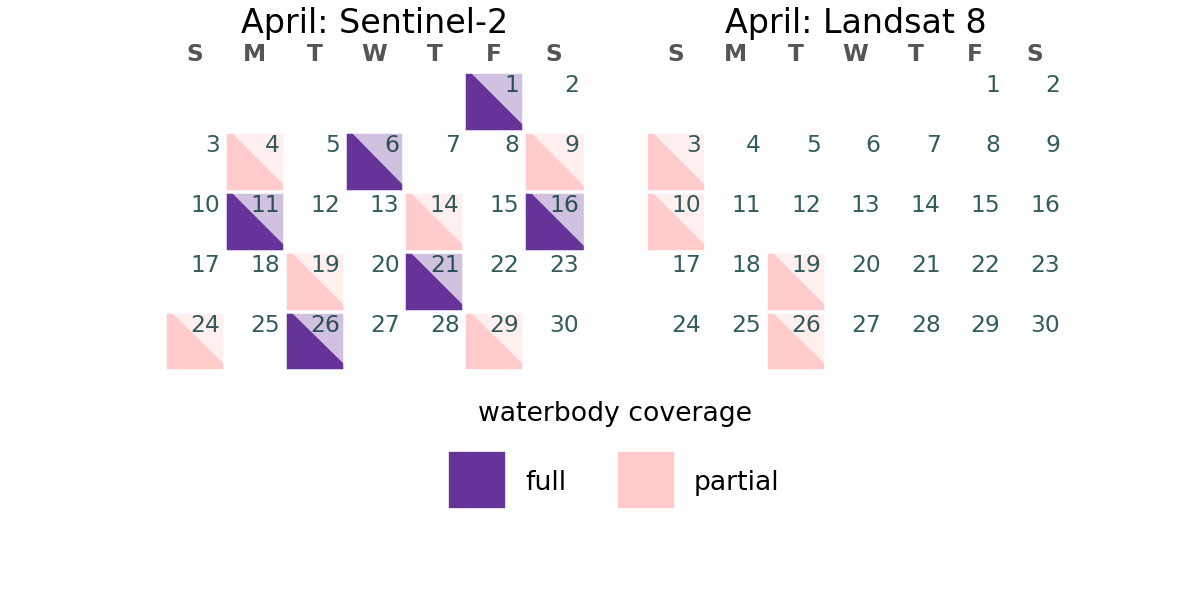 April: Sentinel-2
S M T W T F S
1 2
3 4 5 6 7 8 9
10 11 12 13 14 15 16
17 18 19 20 21 22 23
24 25 26 27 28 29 30
April: Landsat 8
S M T W T F S
1 2
3 4 5 6 7 8 9
10 11 12 13 14 15 16
17 18 19 20 21 22 23
24 25 26 27 28 29 30
waterbody coverage
full partial